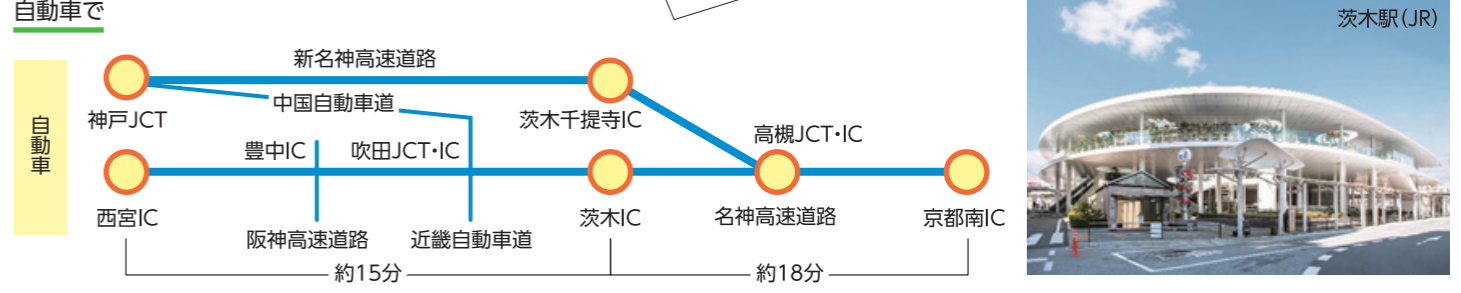 自動車で
茨木駅(JR)
自動車
新名神高速道路
中国自動車道
神戸JCT
茨木千提寺IC
高槻JCT・IC
豊中IC
吹田JCT・IC
西宮IC
茨木IC
名神高速道路
京都南IC
阪神高速道路
近畿自動車道
約15分
約18分